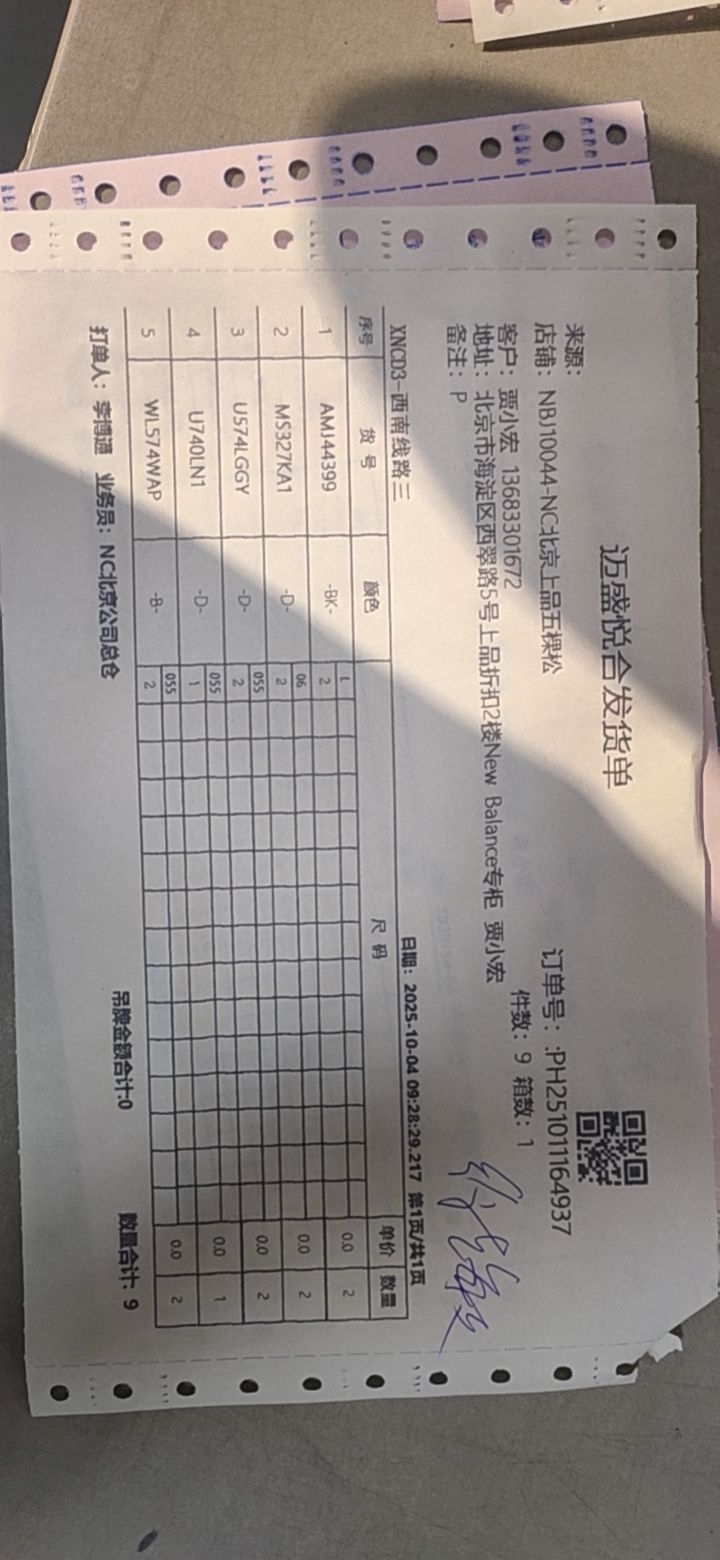 迈盛悦合发货单
来源：
店铺：NBJ10044-NC北京上品五棵松 订单号：:PH251011164937
客户：贾小宏 13683301672 件数：9 箱数：1
地址：北京市海淀区西翠路5号上品折扣2楼New Balance专柜 贾小宏
备注：P
XNCD3-西南线路三 日期：2025-10-04 09:28:29.217 第1页/共1页
序号 货号 颜色 尺码 单价 数量
1 AMJ44399 -BK- L 2 0.0 2
2 MS327KA1 -D- 06 2 0.0 2
3 U574LGGY -D- 055 2 0.0 2
4 U740LN1 -D- 055 1 0.0 1
5 WL574WAP -B- 055 2 0.0 2
吊牌金额合计:0 数量合计: 9
打单人：李博通 业务员：NC北京公司总仓